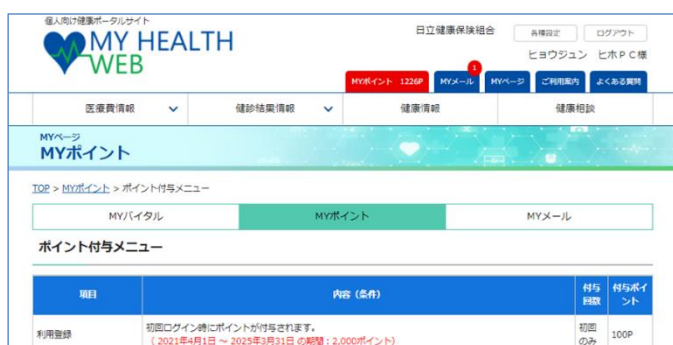 個人向け健康ポータルサイト
MY HEALTH WEB
日立健康保険組合
各種設定
ログアウト
ヒヨウジュン ヒホPC様
MYポイント 1226P
1
MYメール
MYページ
ご利用案内
よくある質問
医療費情報
健診結果情報
健康情報
健康相談
MYページ
MYポイント
TOP > MYポイント > ポイント付与メニュー
MYバイタル
MYポイント
MYメール
ポイント付与メニュー
項目
内容（条件）
付与回数
付与ポイント
利用登録
初回ログイン時にポイントが付与されます。
（ 2021年4月1日 ～ 2025年3月31日 の期間：2,000ポイント）
初回のみ
100P